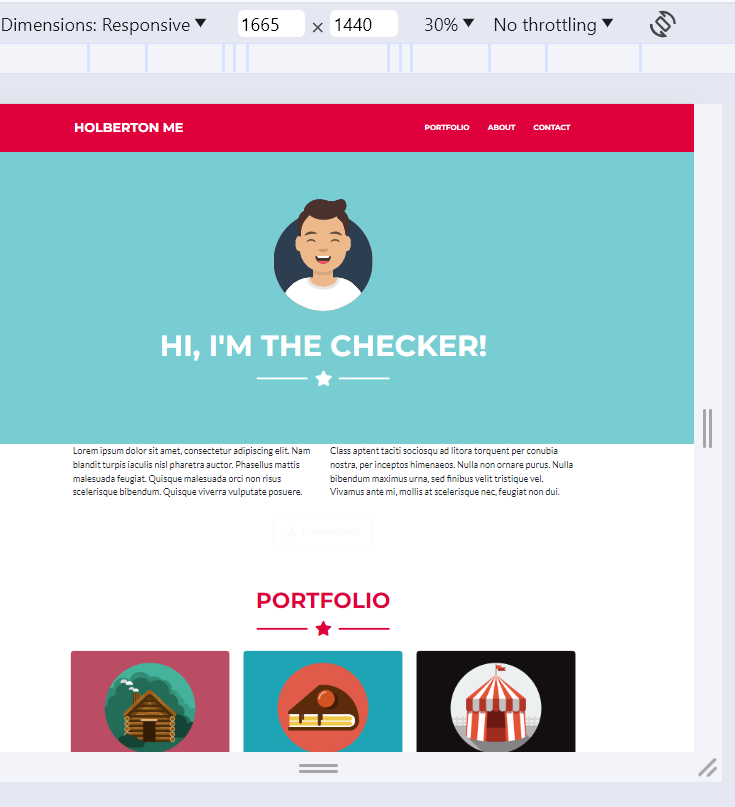 Dimensions: Responsive 1665 × 1440 30% No throttling
HOLBERTON ME PORTFOLIO ABOUT CONTACT
HI, I'M THE CHECKER!
Lorem ipsum dolor sit amet, consectetur adipiscing elit. Nam
blandit turpis iaculis nisl pharetra auctor. Phasellus mattis
malesuada feugiat. Quisque malesuada orci non risus
scelerisque bibendum. Quisque viverra vulputate posuere.
Class aptent taciti sociosqu ad litora torquent per conubia
nostra, per inceptos himenaeos. Nulla non ornare purus. Nulla
bibendum maximus urna, sed finibus velit tristique vel.
Vivamus ante mi, mollis at scelerisque nec, feugiat non dui.
PORTFOLIO